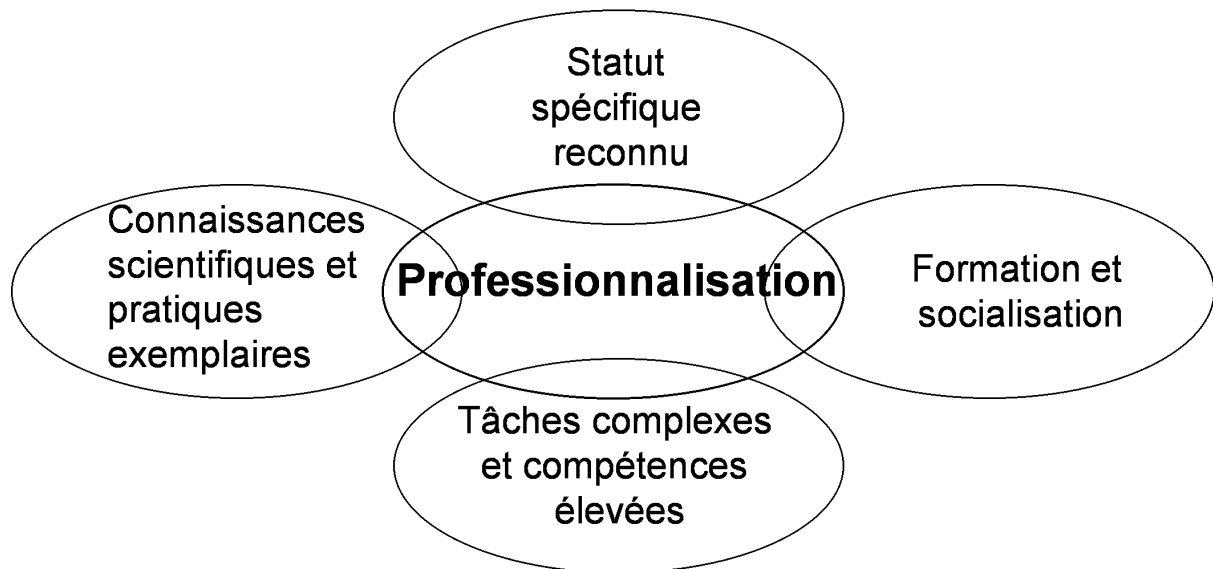 Statut
spécifique
reconnu
Connaissances
scientifiques et
pratiques
exemplaires
Professionnalisation
Formation et
socialisation
Tâches complexes
et compétences
élevées